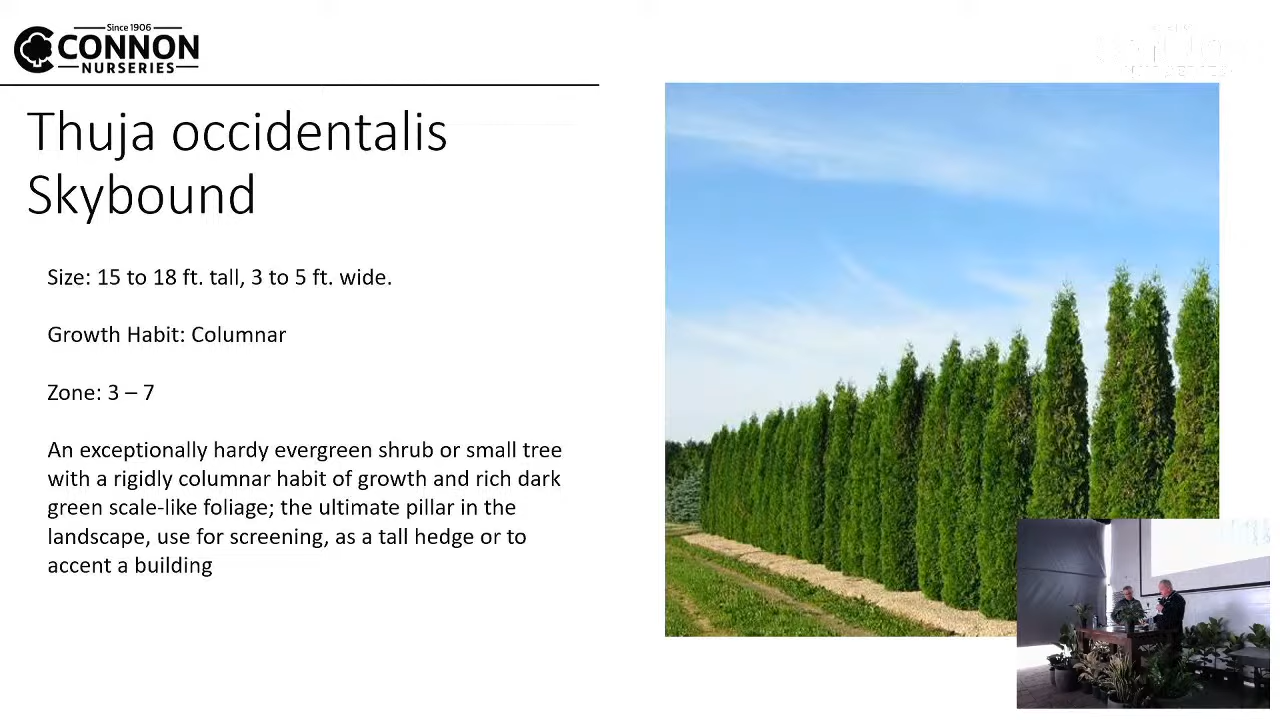 Since 1906
CONNON
NURSERIES
Thuja occidentalis
Skybound
Size: 15 to 18 ft. tall, 3 to 5 ft. wide.
Growth Habit: Columnar
Zone: 3 – 7
An exceptionally hardy evergreen shrub or small tree
with a rigidly columnar habit of growth and rich dark
green scale-like foliage; the ultimate pillar in the
landscape, use for screening, as a tall hedge or to
accent a building